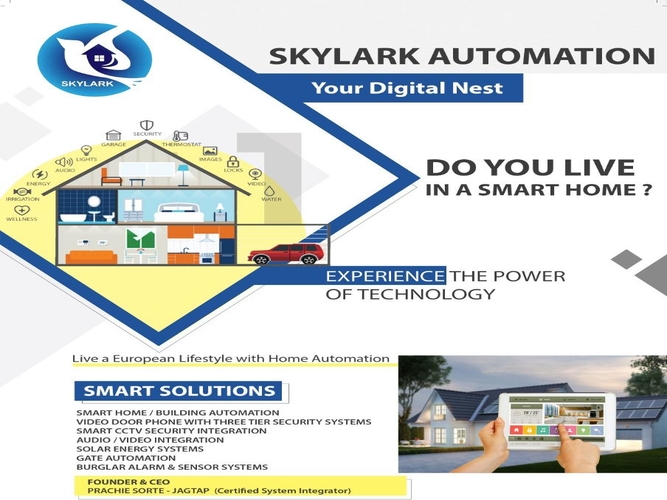 SKYLARK
SKYLARK AUTOMATION
Your Digital Nest
SECURITY
GARAGE
THERMOSTAT
LIGHTS
IMAGES
AUDIO
LOCKS
ENERGY
VIDEO
IRRIGATION
WATER
WELLNESS
DO YOU LIVE
IN A SMART HOME ?
EXPERIENCE THE POWER
OF TECHNOLOGY
Live a European Lifestyle with Home Automation
SMART SOLUTIONS
SMART HOME / BUILDING AUTOMATION
VIDEO DOOR PHONE WITH THREE TIER SECURITY SYSTEMS
SMART CCTV SECURITY INTEGRATION
AUDIO / VIDEO INTEGRATION
SOLAR ENERGY SYSTEMS
GATE AUTOMATION
BURGLAR ALARM & SENSOR SYSTEMS
FOUNDER & CEO
PRACHIE SORTE - JAGTAP (Certified System Integrator)